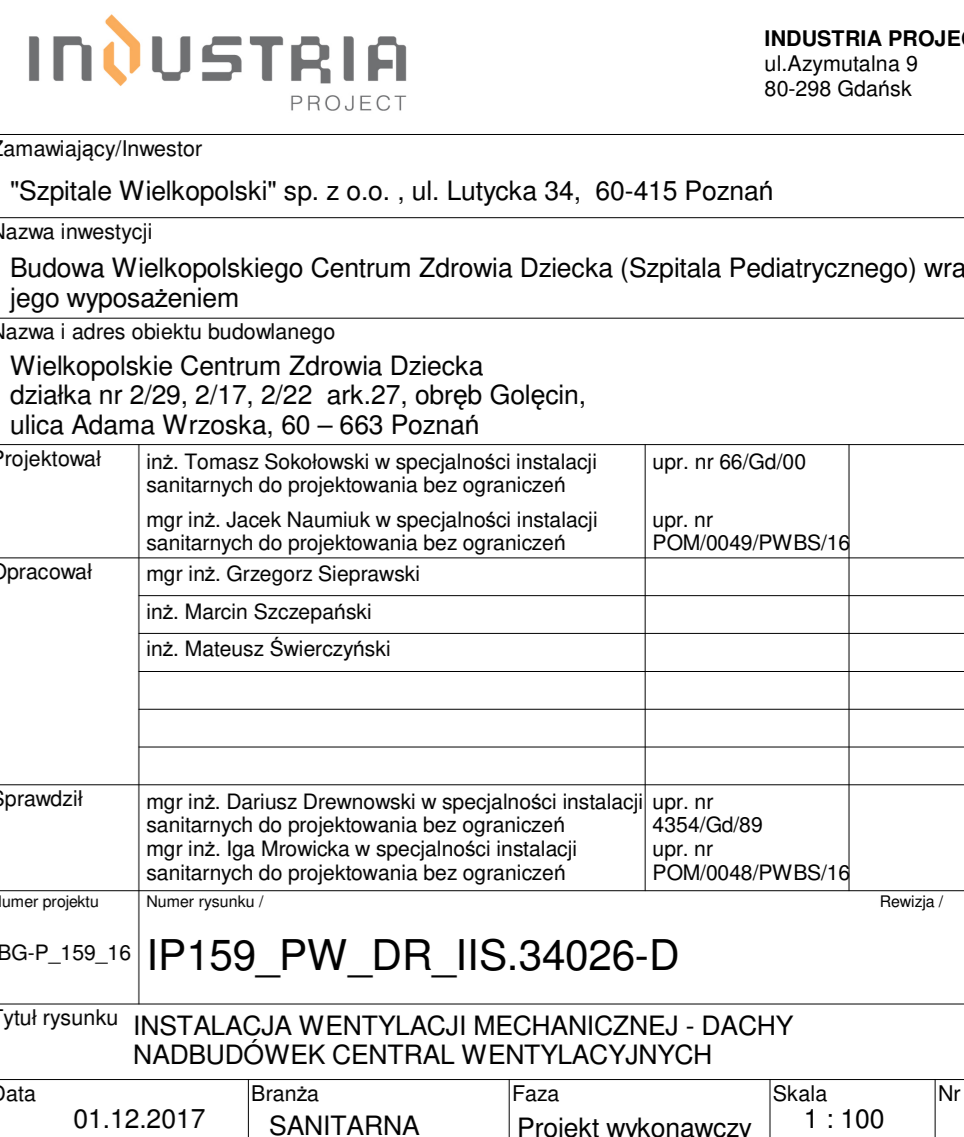 INDUSTRIA
PROJECT
ul.Azymutalna 9
80-298 Gdańsk
INDUSTRIA
"Szpitale Wielkopolski" sp. z o.o. , ul. Lutycka 34, 60-415 Poznań
inwestycji
Budowa Wielkopolskiego Centrum Zdrowia Dziecka (Szpitala Pediatrycznego)
jego wyposażeniem
i adres obiektu budowlanego
Wielkopolskie Centrum Zdrowia Dziecka
działka nr 2/29, 2/17, 2/22 ark.27, obręb Golęcin,
ulica Adama Wrzoska, 60 – 663 Poznań
Projektował
inż. Tomasz Sokołowski w specjalności instalacji
sanitarnych do projektowania bez ograniczeń
upr. nr 66/Gd/00
mgr inż. Jacek Naumiuk w specjalności instalacji
sanitarnych do projektowania bez ograniczeń
upr. nr
POM/0049/PWBS/16
Opracował
mgr inż. Grzegorz Sieprawski
inż. Marcin Szczepański
inż. Mateusz Świerczyński
Sprawdził
mgr inż. Dariusz Drewnowski w specjalności instalacji
sanitarnych do projektowania bez ograniczeń
upr. nr
4354/Gd/89
mgr inż. Iga Mrowicka w specjalności instalacji
sanitarnych do projektowania bez ograniczeń
upr. nr
POM/0048/PWBS/16
Numer projektu
BG-P_159_16
Numer rysunku /
Rewizja /
IP159_PW_DR_IIS.34026-D
Tytuł rysunku
INSTALACJA WENTYLACJI MECHANICZNEJ - DACHY
NADBUDÓWEK CENTRAL WENTYLACYJNYCH
Data
01.12.2017
Branża
SANITARNA
Faza
Projekt wykonawczy
Skala
1 : 100
Nr